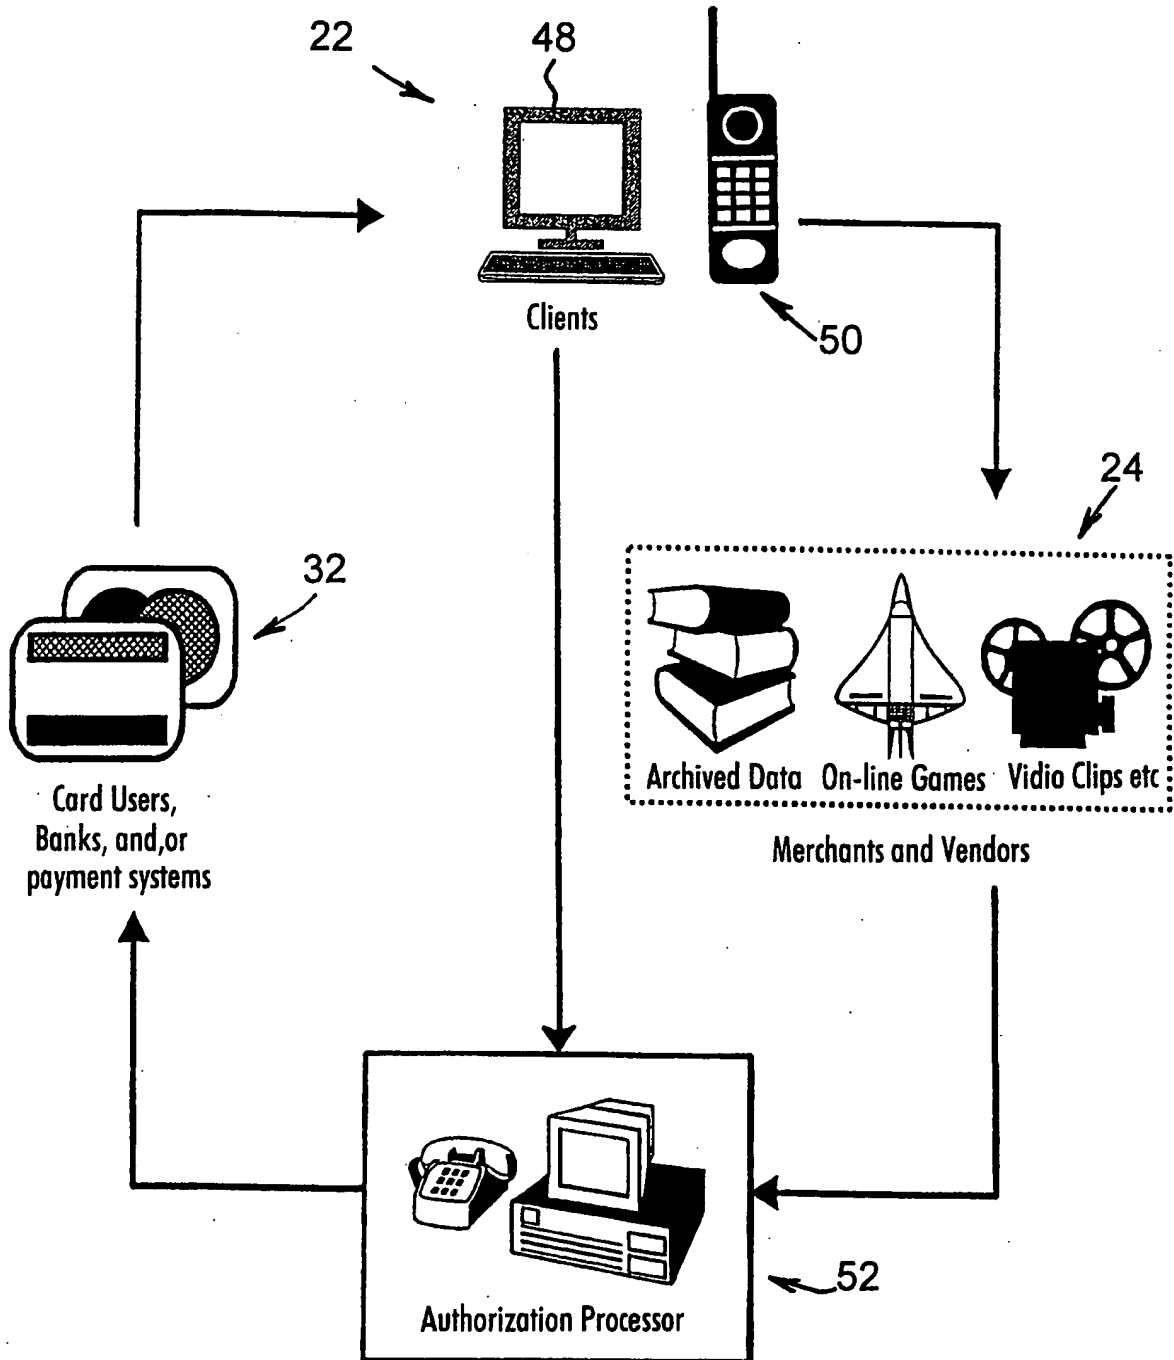 22
48
Clients
50
24
32
Archived Data On-line Games Vidio Clips etc
Card Users,
Banks, and,or
payment systems
Merchants and Vendors
52
Authorization Processor